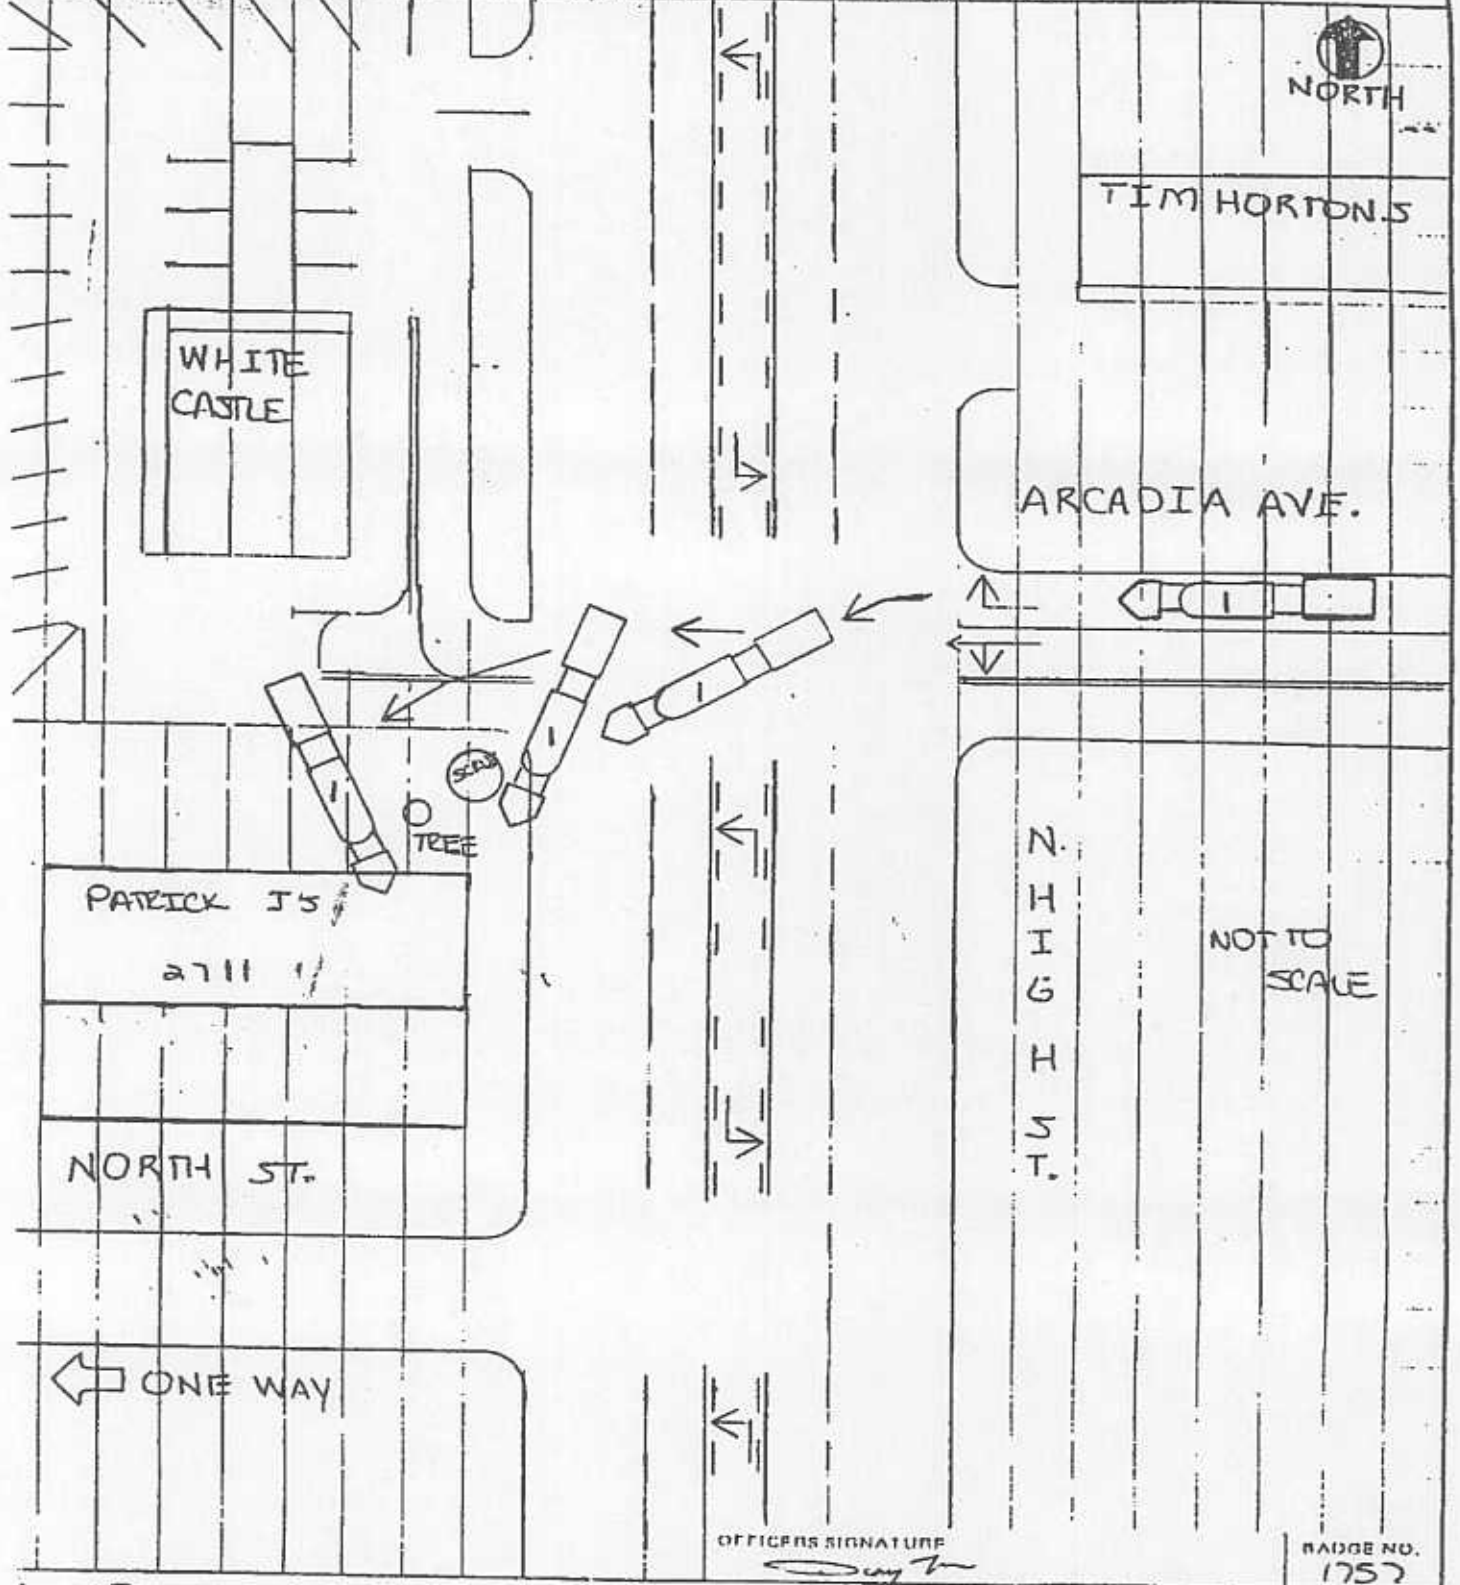 NORTH
TIM HORTONS
WHITE
CASTLE
ARCADIA AVE.
1
1
1
1
TREE
PATRICK J'S
2711
N. HIGH ST.
NOT TO
SCALE
NORTH ST.
ONE WAY
OFFICERS SIGNATURE
BADGE NO.
1757